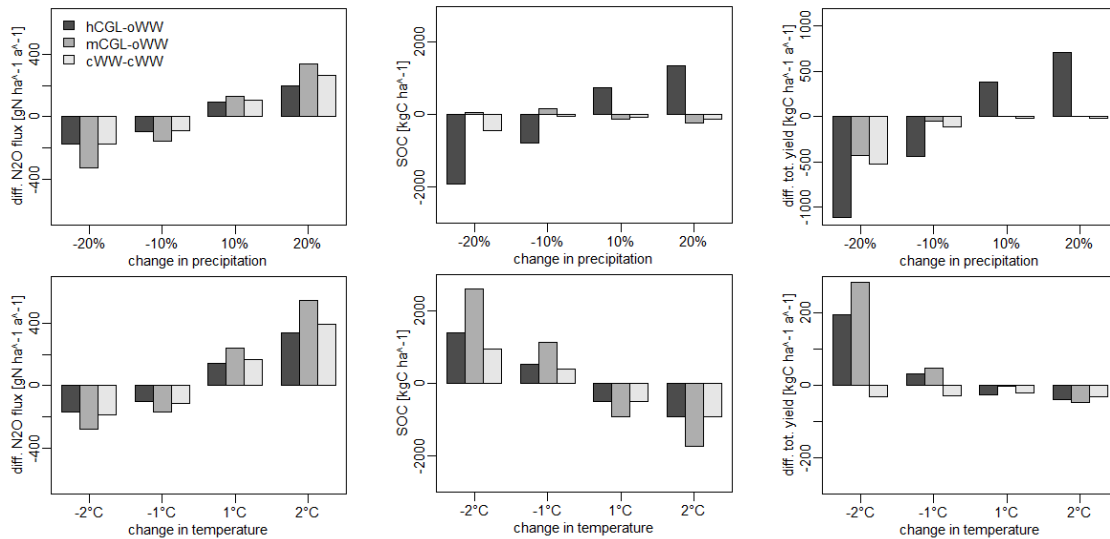 hCGL-oWW
mCGL-oWW
cWW-cWW
diff. N2O flux [gN ha^-1 a^-1]
400
0
-400
-20%
-10%
10%
20%
change in precipitation
SOC [kgC ha^-1]
2000
0
-2000
-20%
-10%
10%
20%
change in precipitation
diff. tot. yield [kgC ha^-1 a^-1]
1000
500
0
-500
-1000
-20%
-10%
10%
20%
change in precipitation
diff. N2O flux [gN ha^-1 a^-1]
400
0
-400
-2°C
-1°C
1°C
2°C
change in temperature
SOC [kgC ha^-1]
2000
0
-2000
-2°C
-1°C
1°C
2°C
change in temperature
diff. tot. yield [kgC ha^-1 a^-1]
200
0
200
-2°C
-1°C
1°C
2°C
change in temperature